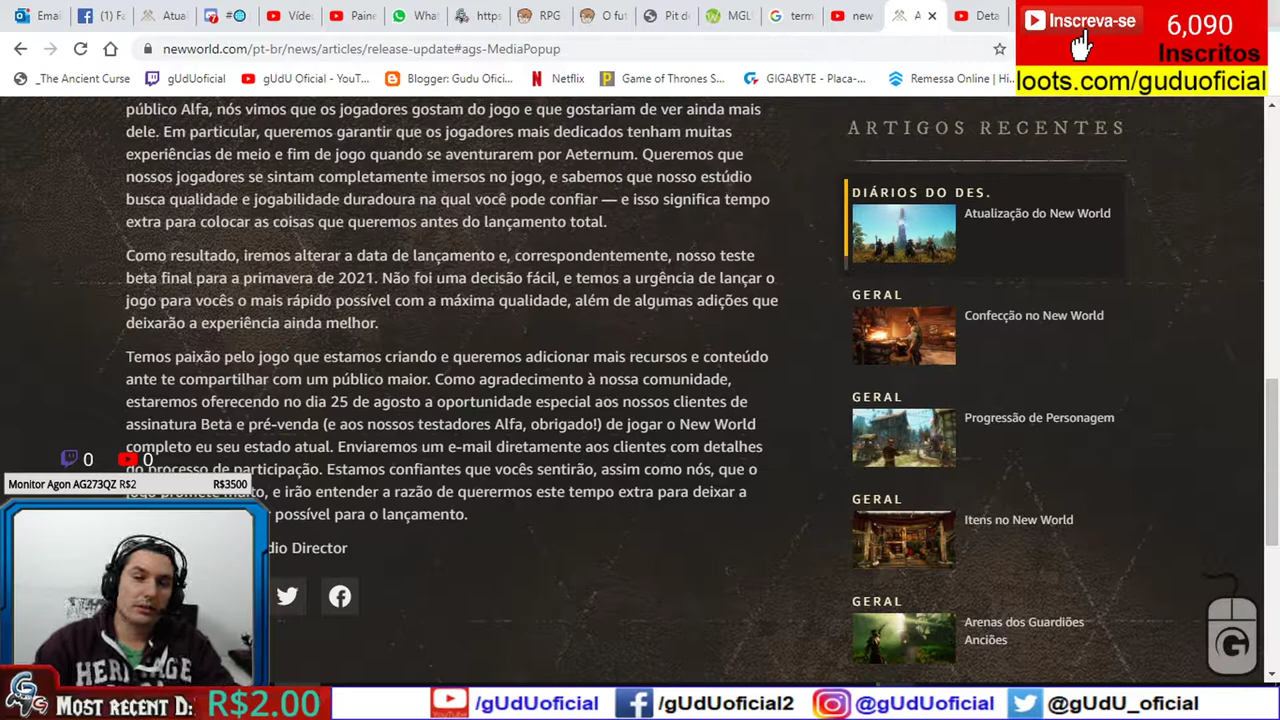 Emai
(1) Fa
Atua
#
Víde
Paine
What
https
RPG
O fut
Pit d
MGL
term
new
A
Deta
newworld.com/pt-br/news/articles/release-update#ags-MediaPopup
_The Ancient Curse
gUdUoficial
gUdU Oficial - YouT...
Blogger: Gudu Ofici...
Netflix
Game of Thrones S...
GIGABYTE - Placa-...
Remessa Online | Hi...
Inscreva-se
6,090
Inscritos
loots.com/guduoficial
público Alfa, nós vimos que os jogadores gostam do jogo e que gostariam de ver ainda mais
dele. Em particular, queremos garantir que os jogadores mais dedicados tenham muitas
experiências de meio e fim de jogo quando se aventurarem por Aeternum. Queremos que
nossos jogadores se sintam completamente imersos no jogo, e sabemos que nosso estúdio
busca qualidade e jogabilidade duradoura na qual você pode confiar — e isso significa tempo
extra para colocar as coisas que queremos antes do lançamento total.
Como resultado, iremos alterar a data de lançamento e, correspondentemente, nosso teste
beta final para a primavera de 2021. Não foi uma decisão fácil, e temos a urgência de lançar o
jogo para vocês o mais rápido possível com a máxima qualidade, além de algumas adições que
deixarão a experiência ainda melhor.
Temos paixão pelo jogo que estamos criando e queremos adicionar mais recursos e conteúdo
ante te compartilhar com um público maior. Como agradecimento à nossa comunidade,
estaremos oferecendo no dia 25 de agosto a oportunidade especial aos nossos clientes de
assinatura Beta e pré-venda (e aos nossos testadores Alfa, obrigado!) de jogar o New World
completo eu seu estado atual. Enviaremos um e-mail diretamente aos clientes com detalhes
do processo de participação. Estamos confiantes que vocês sentirão, assim como nós, que o
jogo promete muito, e irão entender a razão de querermos este tempo extra para deixar a
possível para o lançamento.
dio Director
ARTIGOS RECENTES
DIÁRIOS DO DES.
Atualização do New World
GERAL
Confecção no New World
GERAL
Progressão de Personagem
GERAL
Itens no New World
GERAL
Arenas dos Guardiões
Anciões
0
0
Monitor Agon AG273QZ R$2
R$3500
HERITAGE
G
MOST RECENT D:
R$2.00
YouTube
/gUdUoficial
/gUdUoficial2
@gUdUoficial
@gUdU_oficial